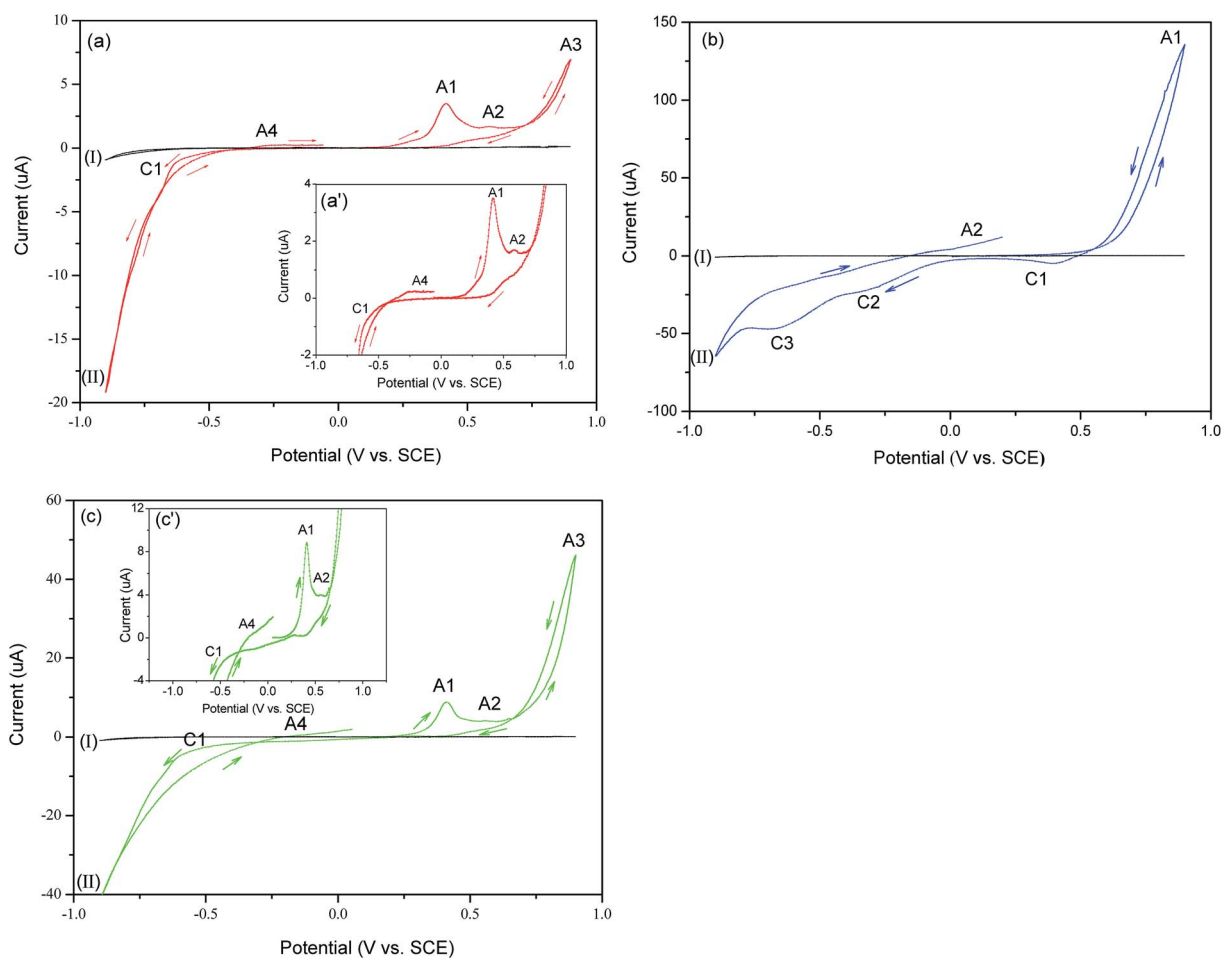 (a)
10
5
0
-5
-10
-15
-20
Current (uA)
A3
A1
A2
A4
(I)
C1
(II)
-1.0 -0.5 0.0 0.5 1.0
Potential (V vs. SCE)
(a')
4
2
0
-2
Current (uA)
A1
A2
A4
C1
-1.0 -0.5 0.0 0.5 1.0
Potential (V vs. SCE)
(b)
150
100
50
0
-50
-100
Current (uA)
A1
A2
(I)
C1
C2
C3
(II)
-1.0 -0.5 0.0 0.5 1.0
Potential (V vs. SCE)
(c)
60
40
20
0
-20
-40
Current (uA)
A3
A1
A2
A4
(I)
C1
(II)
-1.0 -0.5 0.0 0.5 1.0
Potential (V vs. SCE)
(c')
12
8
4
0
-4
Current (uA)
A1
A2
A4
C1
-1.0 -0.5 0.0 0.5 1.0
Potential (V vs. SCE)